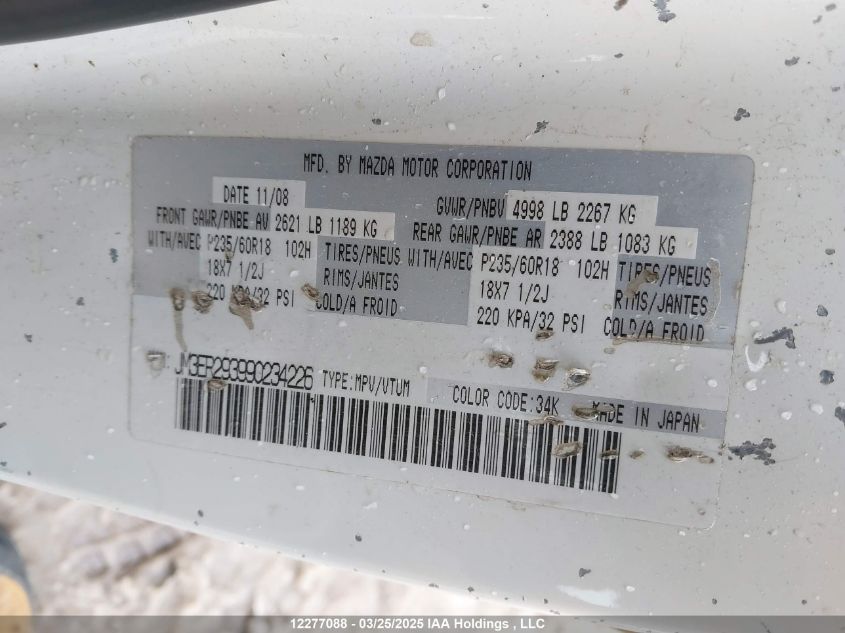 MFD. BY MAZDA MOTOR CORPORATION
DATE 11/08
GVWR/PNBV 4998 LB 2267 KG
FRONT GAWR/PNBE AV 2621 LB 1189 KG
REAR GAWR/PNBE AR 2388 LB 1083 KG
WITH/AVEC P235/60R18 102H TIRES/PNEUS
18X7 1/2J RIMS/JANTES
220 KPA/32 PSI COLD/A FROID
WITH/AVEC P235/60R18 102H TIRES/PNEUS
18X7 1/2J RIMS/JANTES
220 KPA/32 PSI COLD/A FROID
JM3ER293990234226 TYPE:MPV/VTUM
COLOR CODE:34K MADE IN JAPAN
12277088 - 03/25/2025 IAA Holdings , LLC